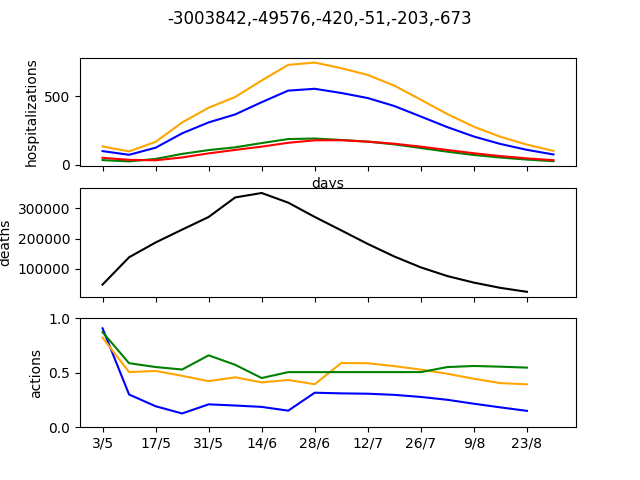 -3003842,-49576,-420,-51,-203,-673
hospitalizations
500
0
days
deaths
300000
200000
100000
actions
1.0
0.5
0.0
3/5 17/5 31/5 14/6 28/6 12/7 26/7 9/8 23/8